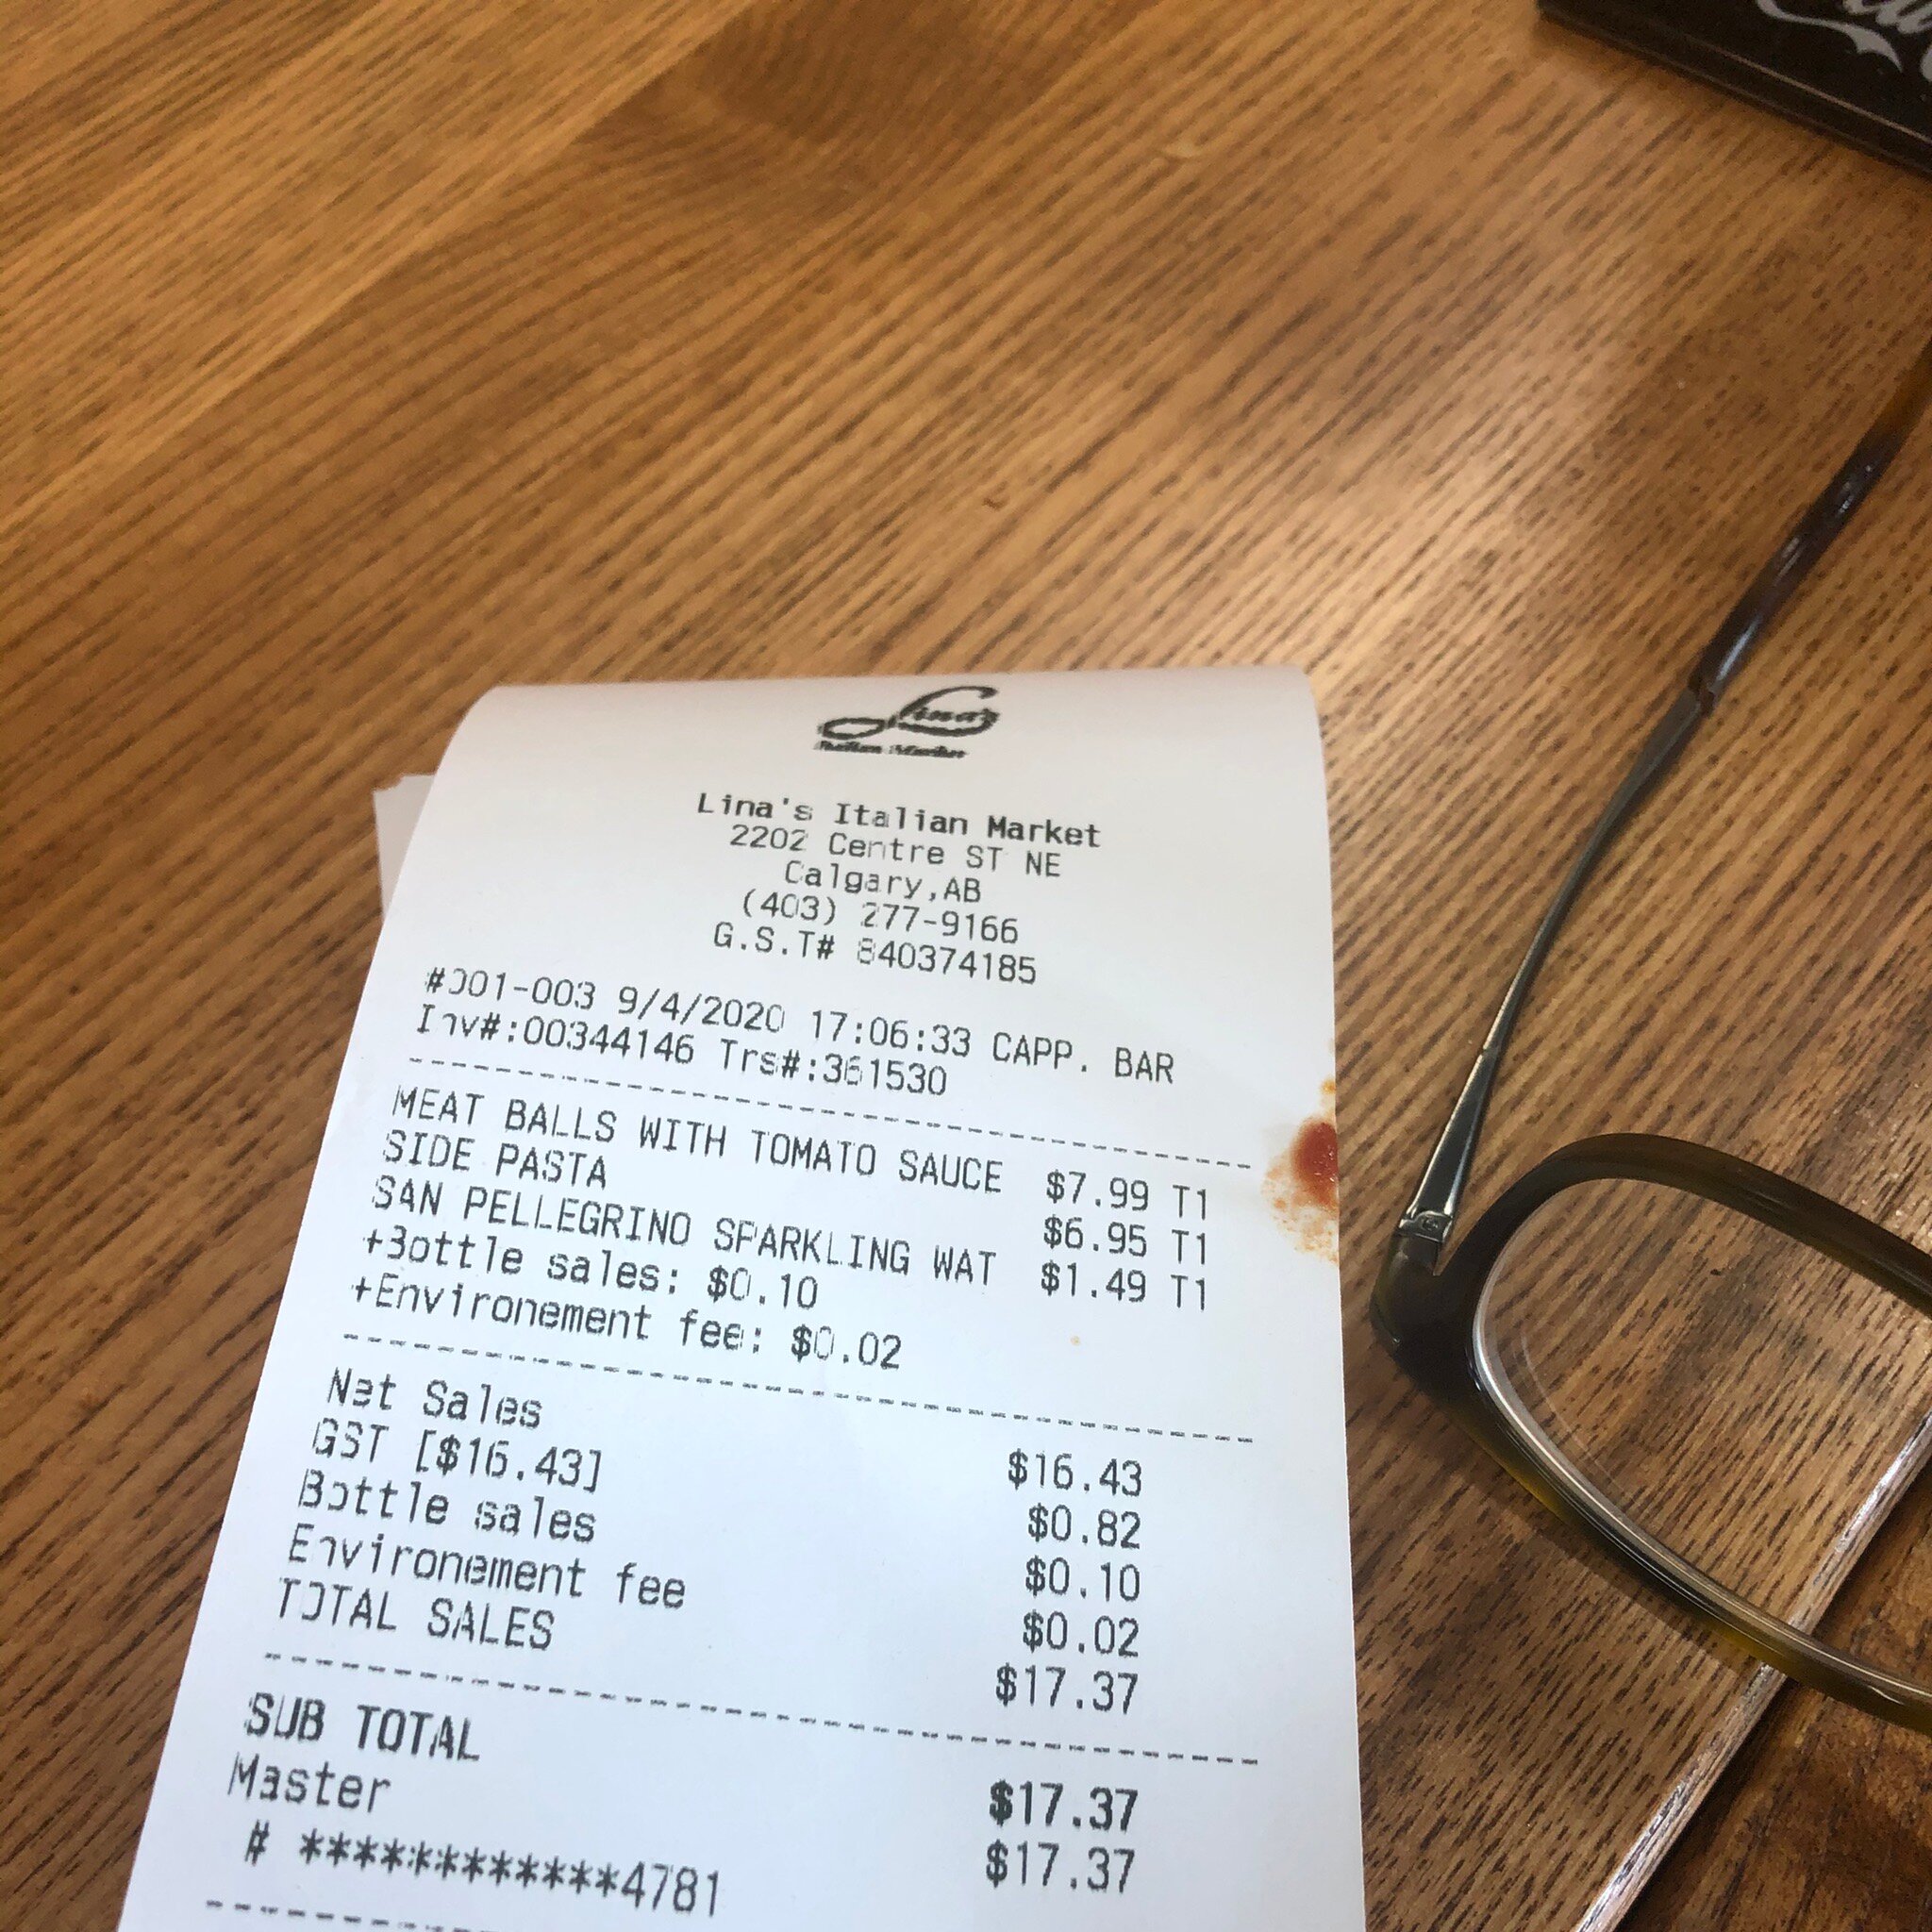 Lina's
Italian Market
Lina's Italian Market
2202 Centre ST NE
Calgary,AB
(403) 277-9166
G.S.T# 840374185
#001-003 9/4/2020 17:06:33 CAPP. BAR
Inv#:00344146 Trs#:361530
MEAT BALLS WITH TOMATO SAUCE $7.99 T1
SIDE PASTA $6.95 T1
SAN PELLEGRINO SPARKLING WAT $1.49 T1
+Bottle sales: $0.10
+Environement fee: $0.02
Net Sales $16.43
GST [$16.43] $0.82
Bottle sales $0.10
Environement fee $0.02
TOTAL SALES $17.37
SUB TOTAL $17.37
Master $17.37
# ************4781